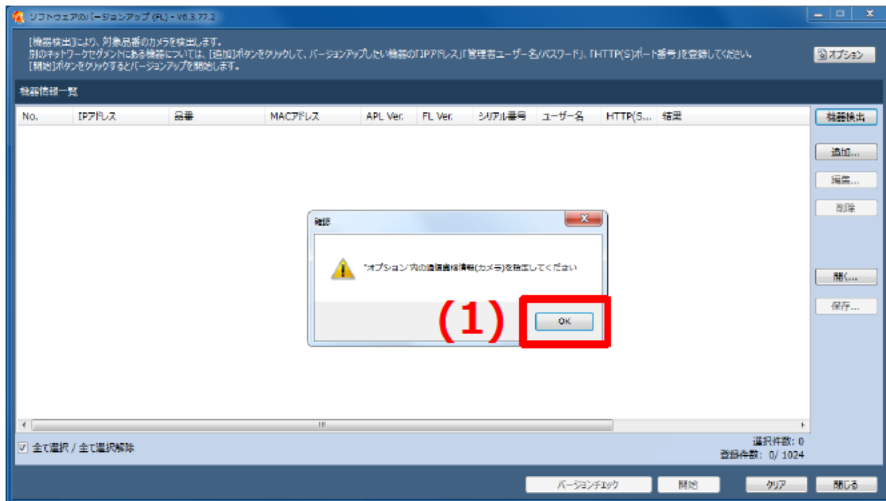 ソフトウェアのバージョンアップ (FL) - V6.3.77.2
[機器検出]により、対象品番のカメラを検出します。
別のネットワークセグメントにある機器については、[追加]ボタンをクリックして、バージョンアップしたい機器の「IPアドレス」「管理者ユーザー名/パスワード」、「HTTP(S)ポート番号」を登録してください。
[開始]ボタンをクリックするとバージョンアップを開始します。
オプション
機器情報一覧
No. IPアドレス 品番 MACアドレス APL Ver. FL Ver. シリアル番号 ユーザー名 HTTP(S... 結果
機器検出
追加...
編集...
削除
確認
"オプション"内の通信書換情報(カメラ)を設定してください
(1)
OK
開く...
保存...
全て選択 / 全て選択解除
選択件数: 0
登録件数: 0/ 1024
バージョンチェック 開始 クリア 閉じる